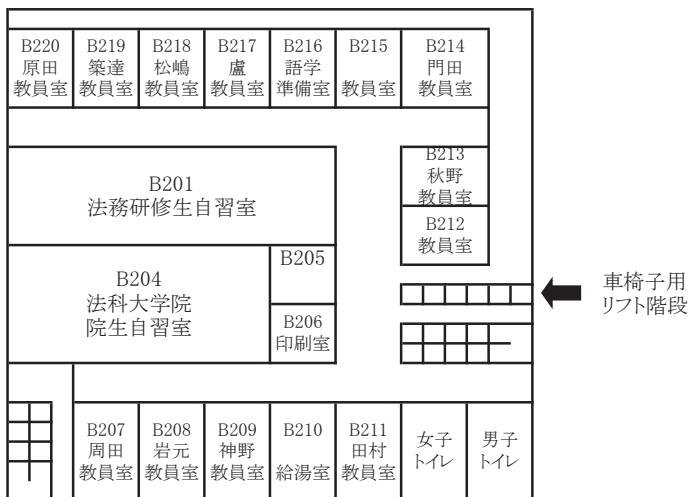 B220
原田
教員室
B219
築達
教員室
B218
松嶋
教員室
B217
盧
教員室
B216
語学
準備室
B215
教員室
B214
門田
教員室
B213
秋野
教員室
B212
教員室
B201
法務研修生自習室
B204
法科大学院
院生自習室
B205
B206
印刷室
車椅子用
リフト階段
B207
周田
教員室
B208
岩元
教員室
B209
神野
教員室
B210
給湯室
B211
田村
教員室
女子
トイレ
男子
トイレ